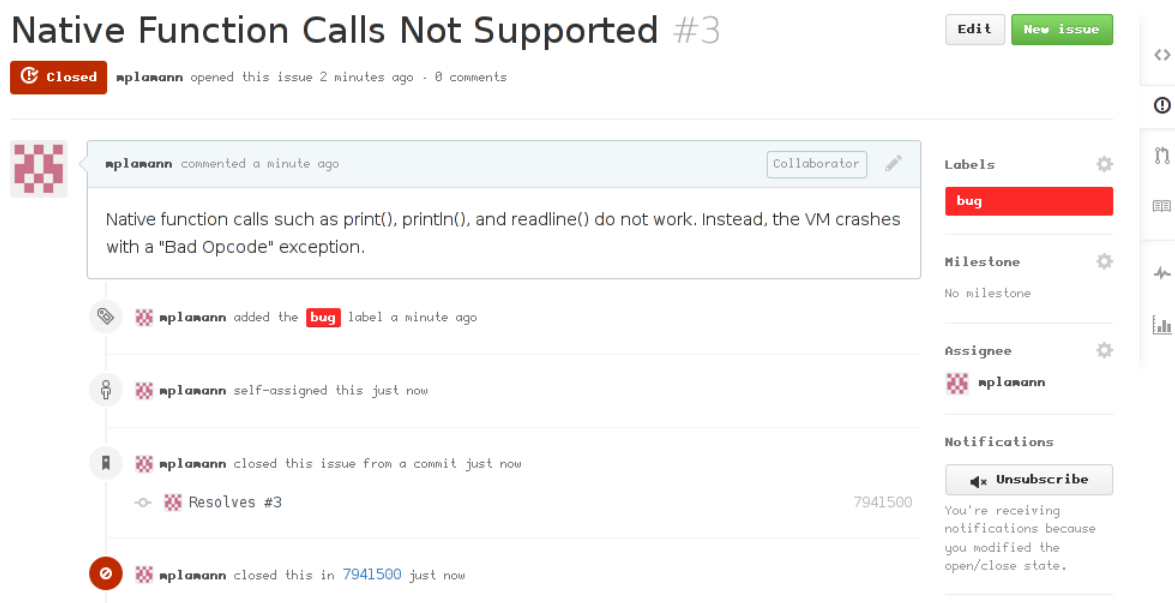 Native Function Calls Not Supported #3
Edit
New issue
Closed
mplamann opened this issue 2 minutes ago · 0 comments
mplamann commented a minute ago
Collaborator
Native function calls such as print(), println(), and readline() do not work. Instead, the VM crashes
with a "Bad Opcode" exception.
mplamann added the bug label a minute ago
mplamann self-assigned this just now
mplamann closed this issue from a commit just now
Resolves #3
7941500
mplamann closed this in 7941500 just now
Labels
bug
Milestone
No milestone
Assignee
mplamann
Notifications
Unsubscribe
You're receiving
notifications because
you modified the
open/close state.